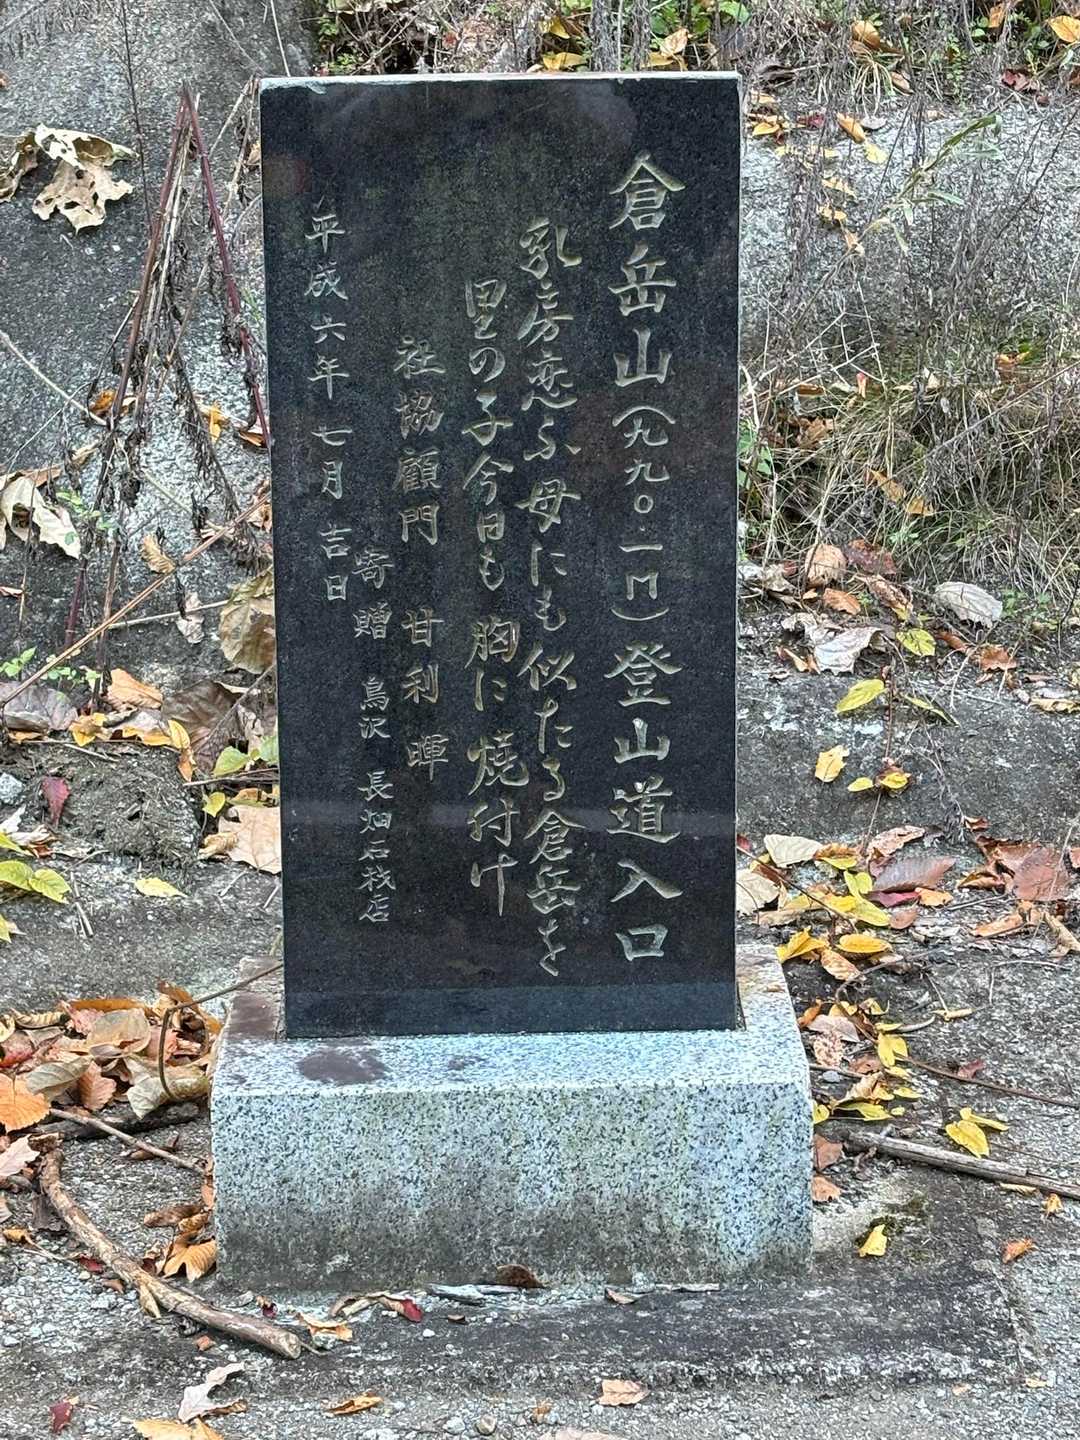 倉岳山(九九〇.一M)登山道入口
乳房恋ふ母にも似たる倉岳を
里の子今日も胸に焼付け
社協顧門 甘利暉
寄贈 鳥沢 長畑石材店
平成六年七月吉日